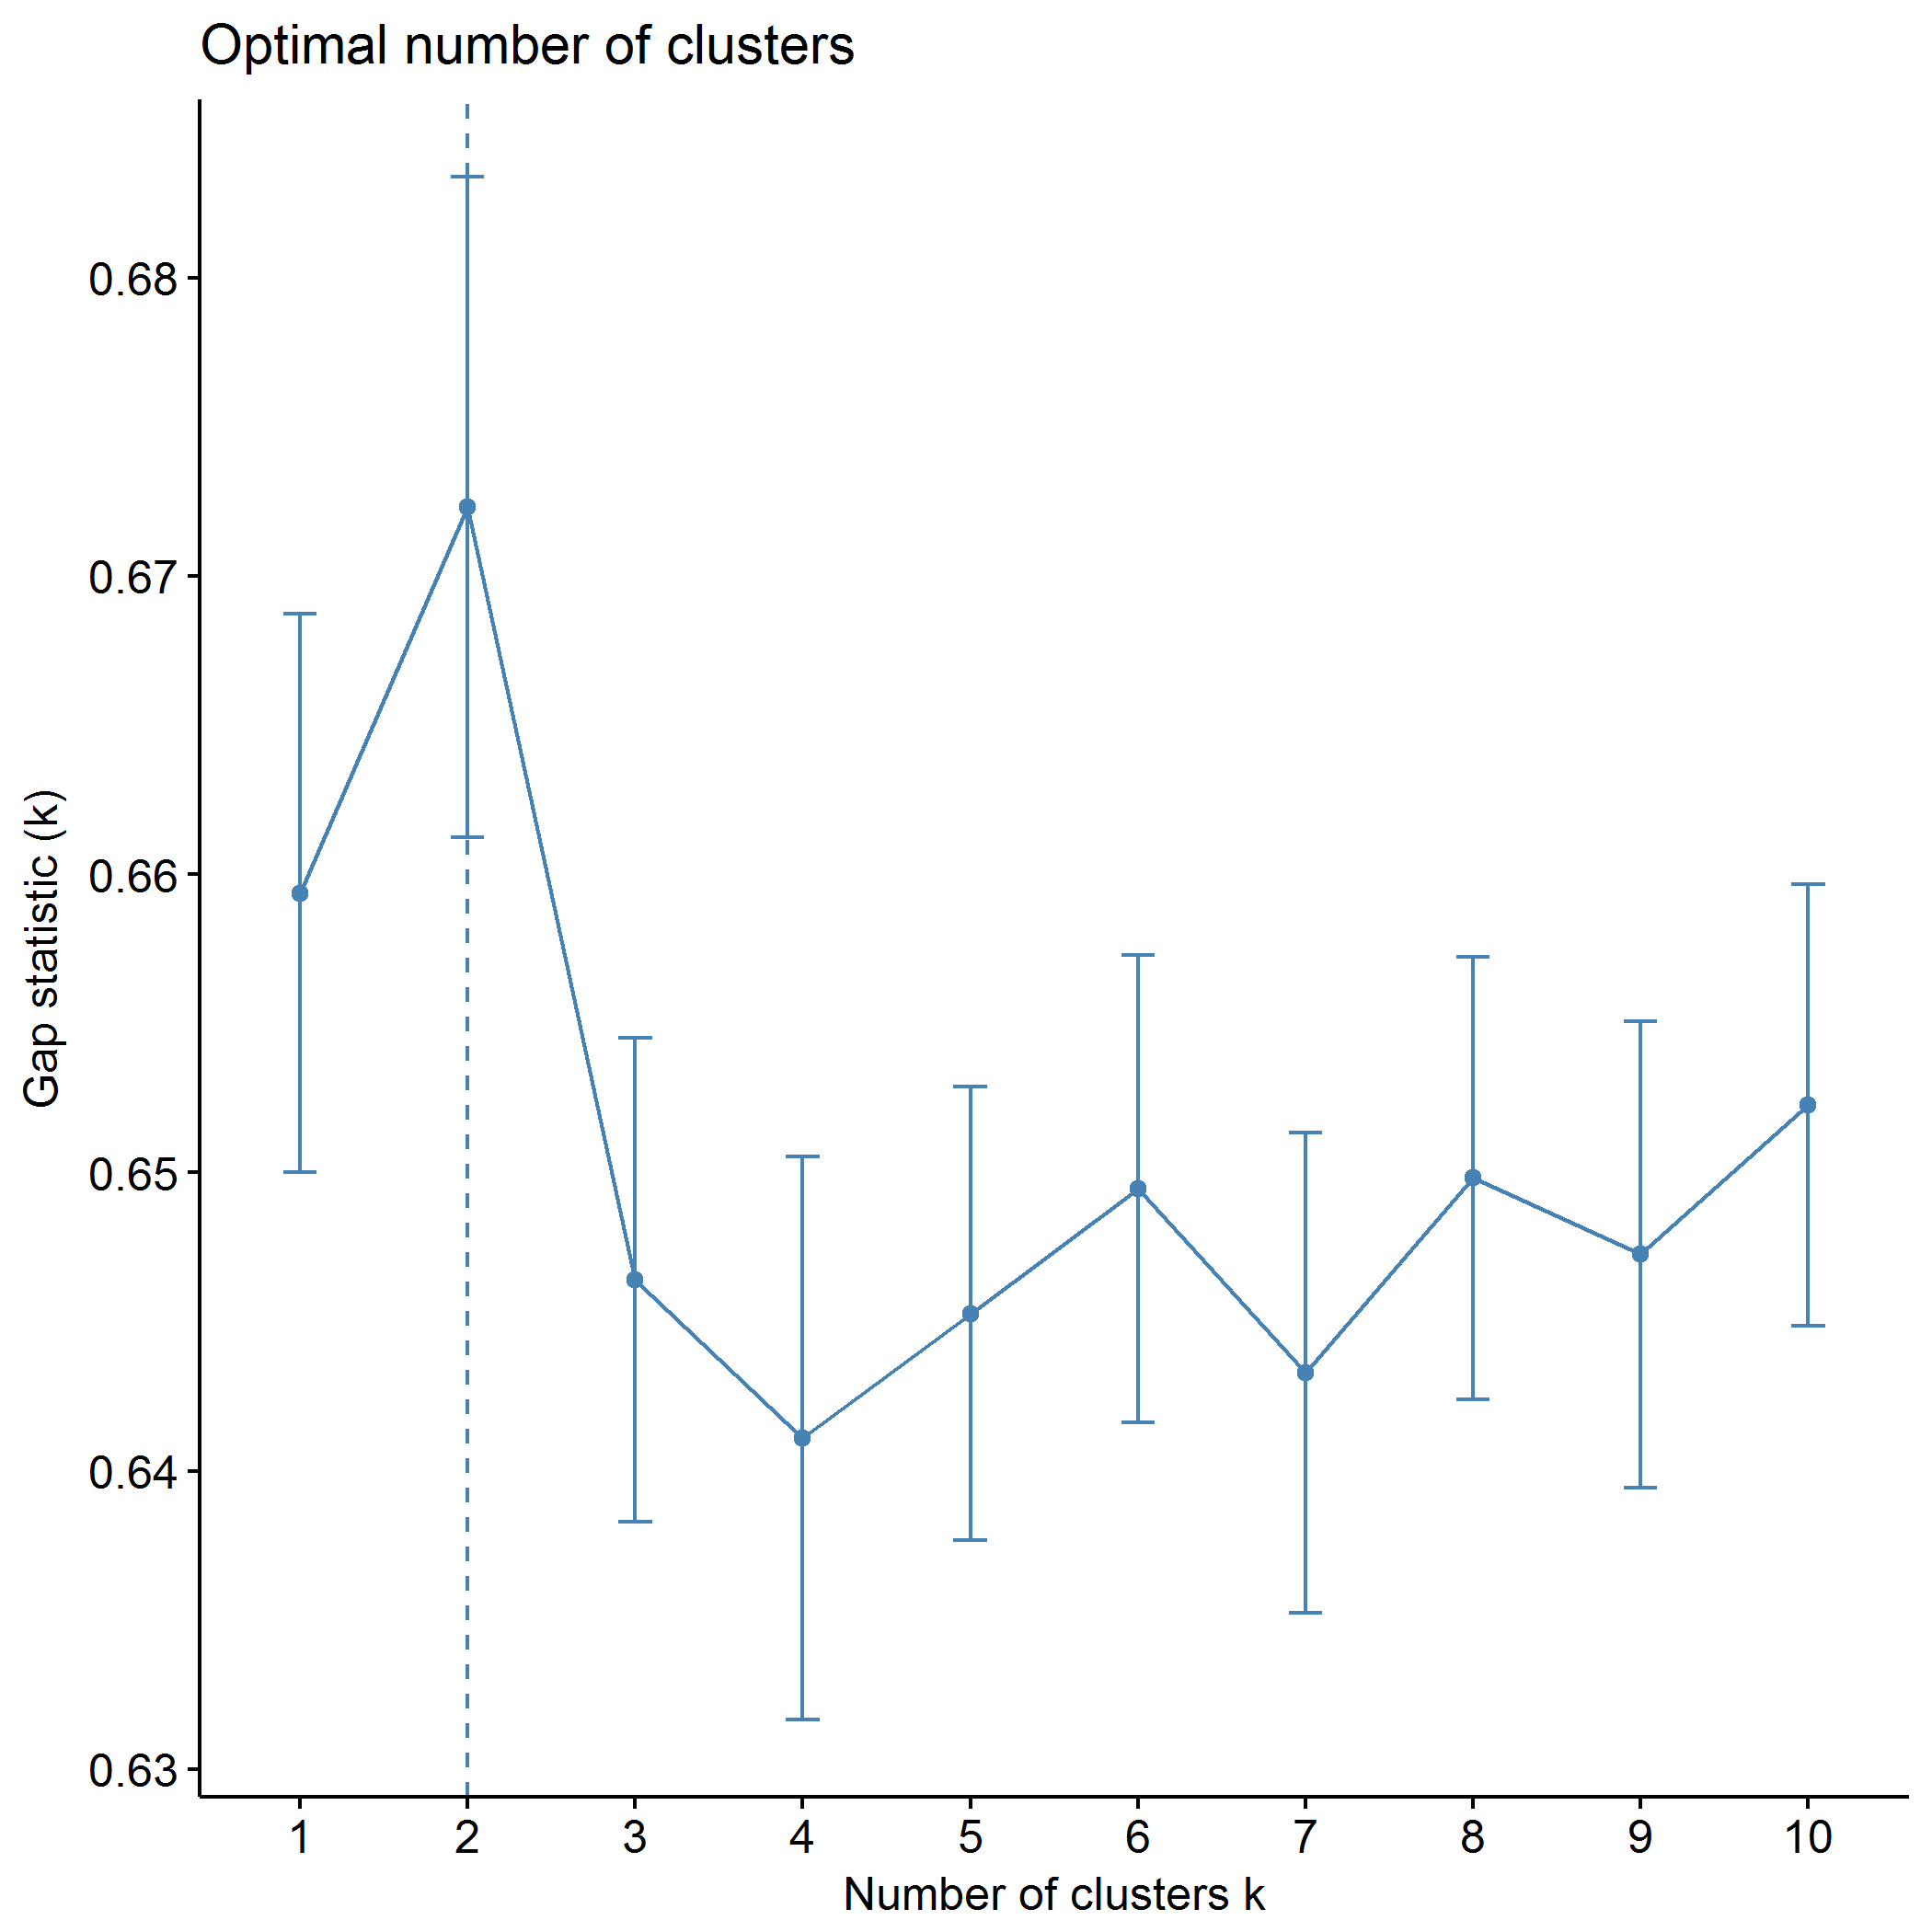 Optimal number of clusters
0.68
0.67
0.66
0.65
0.64
0.63
Gap statistic (k)
1 2 3 4 5 6 7 8 9 10
Number of clusters k